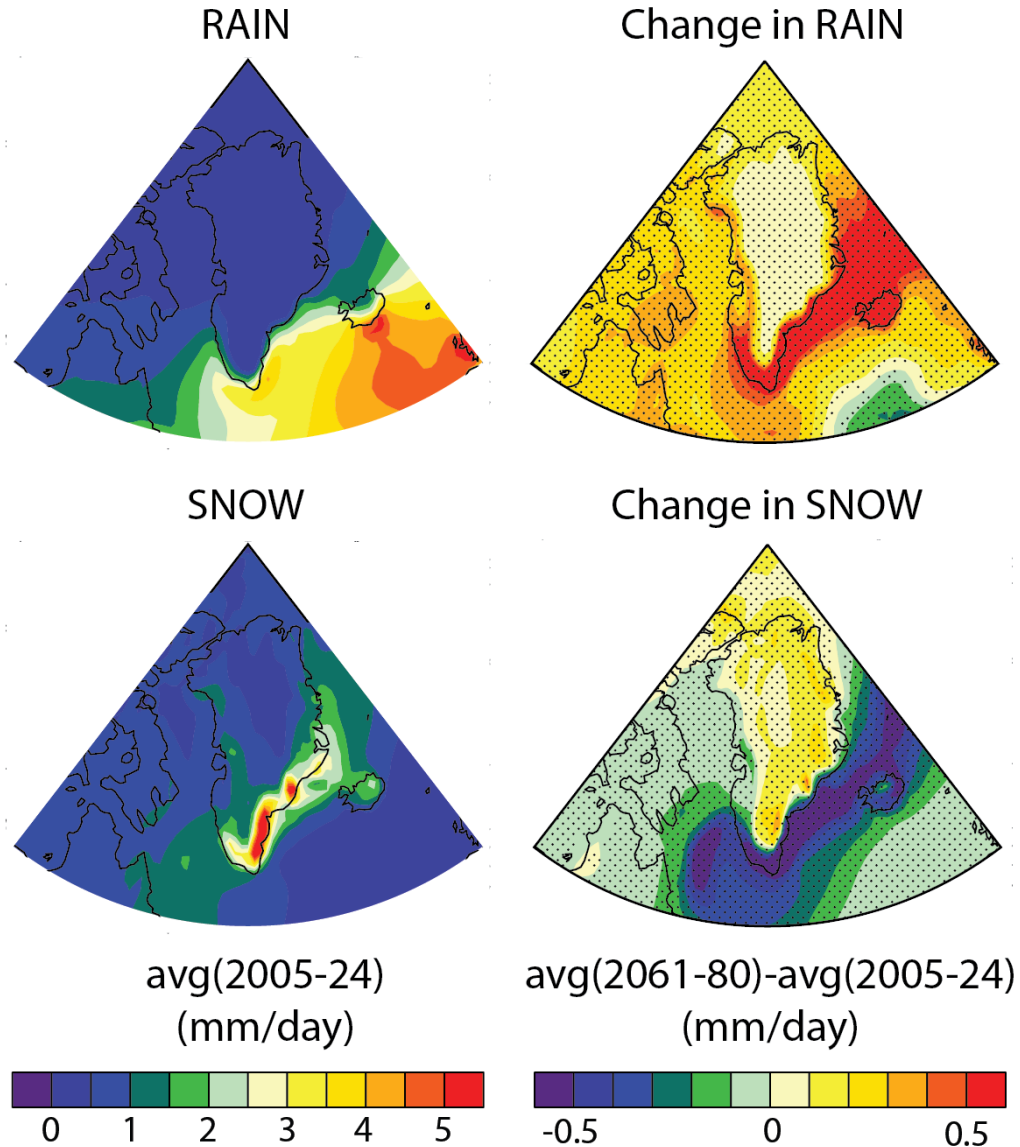 RAIN
Change in RAIN
SNOW
Change in SNOW
avg(2005-24)
(mm/day)
avg(2061-80)-avg(2005-24)
(mm/day)
0 1 2 3 4 5
-0.5 0 0.5